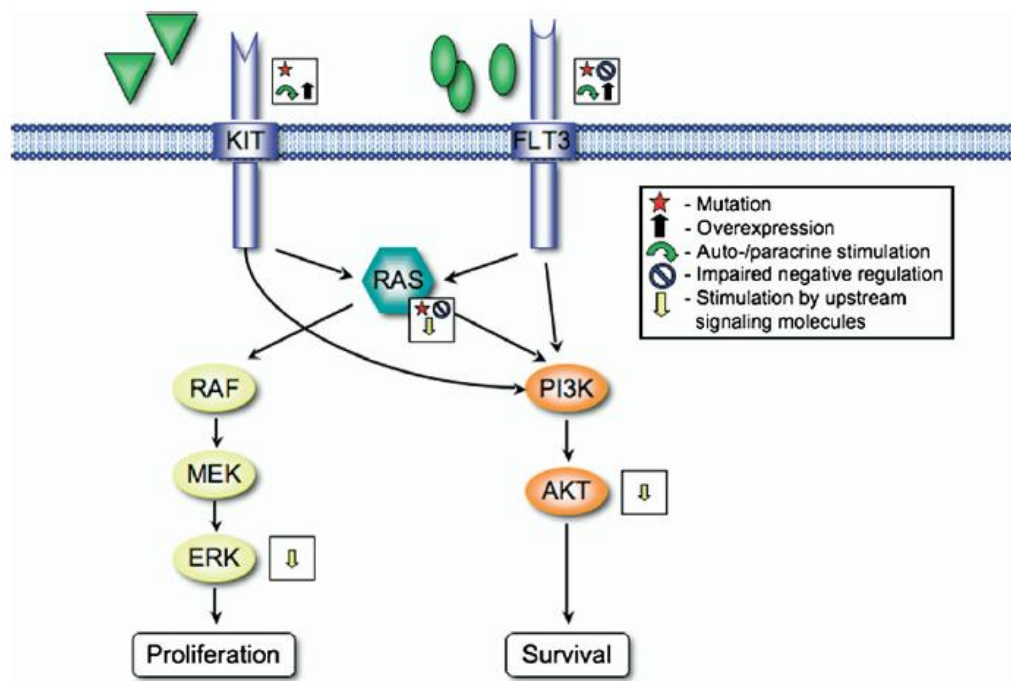 KIT
FLT3
- Mutation
- Overexpression
- Auto-/paracrine stimulation
- Impaired negative regulation
- Stimulation by upstream
signaling molecules
RAS
RAF
PI3K
MEK
AKT
ERK
Proliferation
Survival